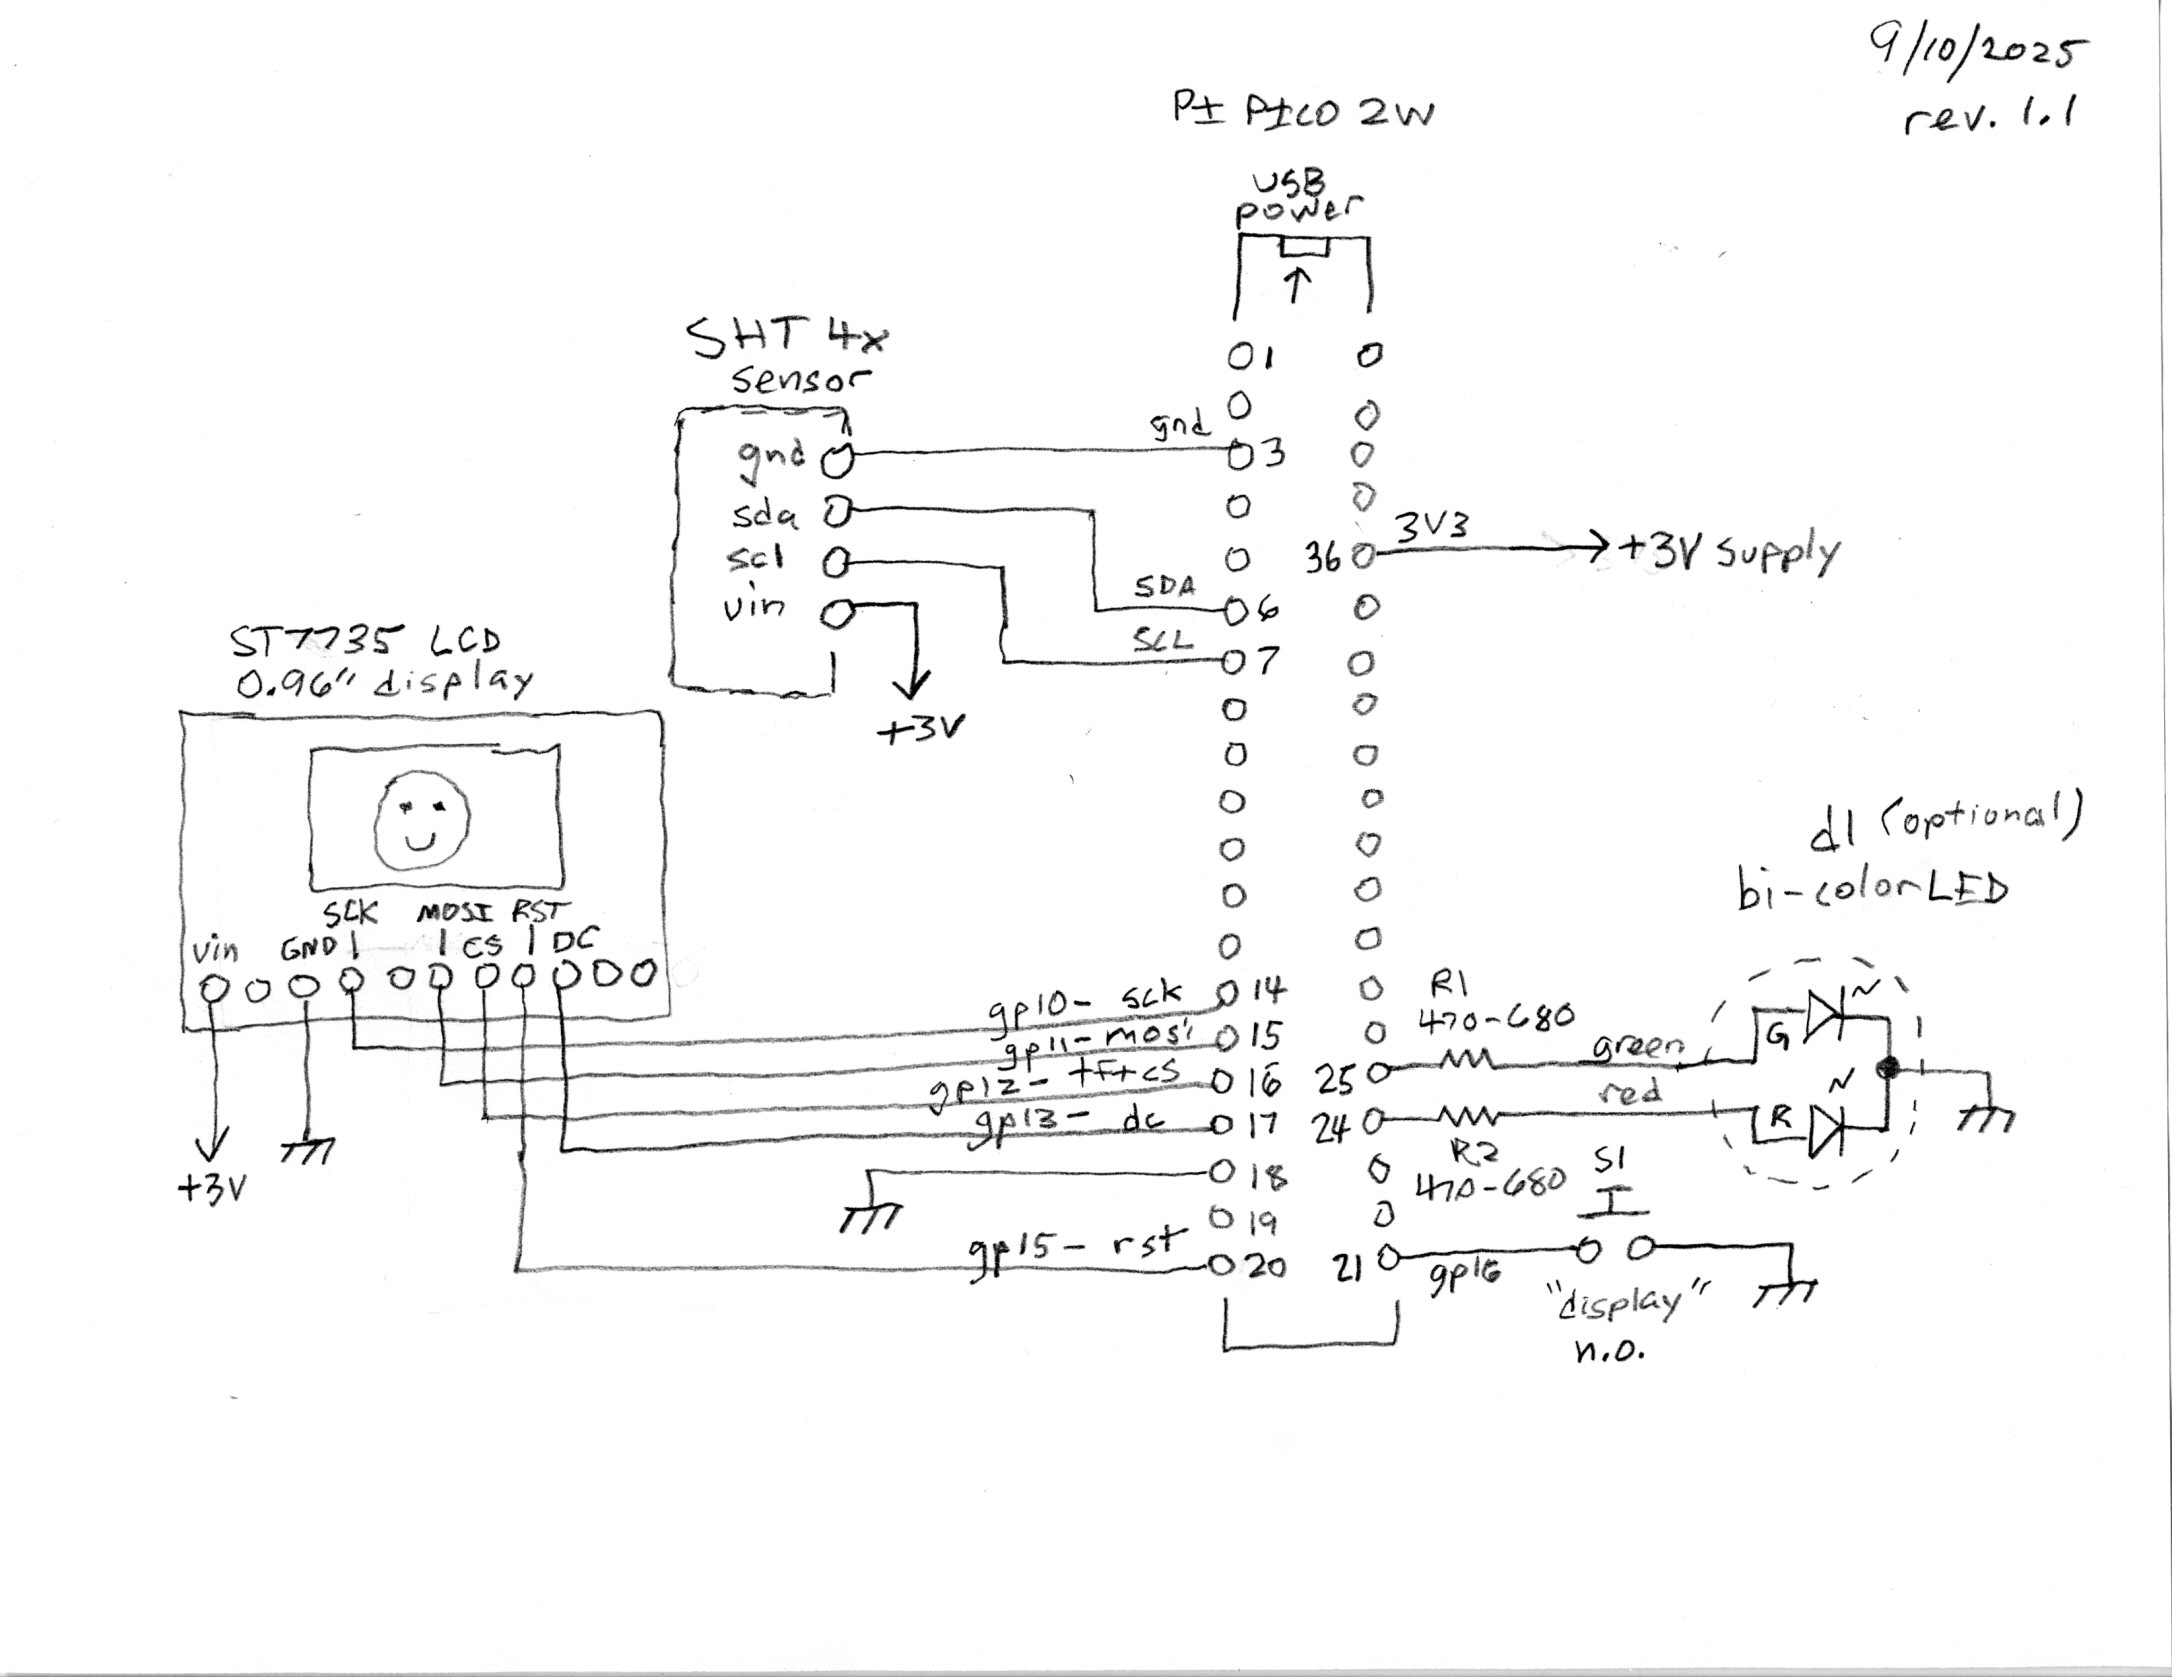 9/10/2025
rev. 1.1
PI PICO 2W
USB
power
SHT 4x
sensor
gnd
sda
scl
vin
+3V
gnd
SDA
SCL
1
3
6
7
14
15
16
17
18
19
20
36
3V3
+3V supply
ST7735 LCD
0.96" display
SCK MOSI RST
vin GND CS DC
+3V
gp10- sck
gp11- mosi
gp12- tft cs
gp13- dc
gp15- rst
d1 (optional)
bi-color LED
R1
470-680
25
green
G
24
red
R
R2
470-680
S1
21
gp16
"display"
n.o.